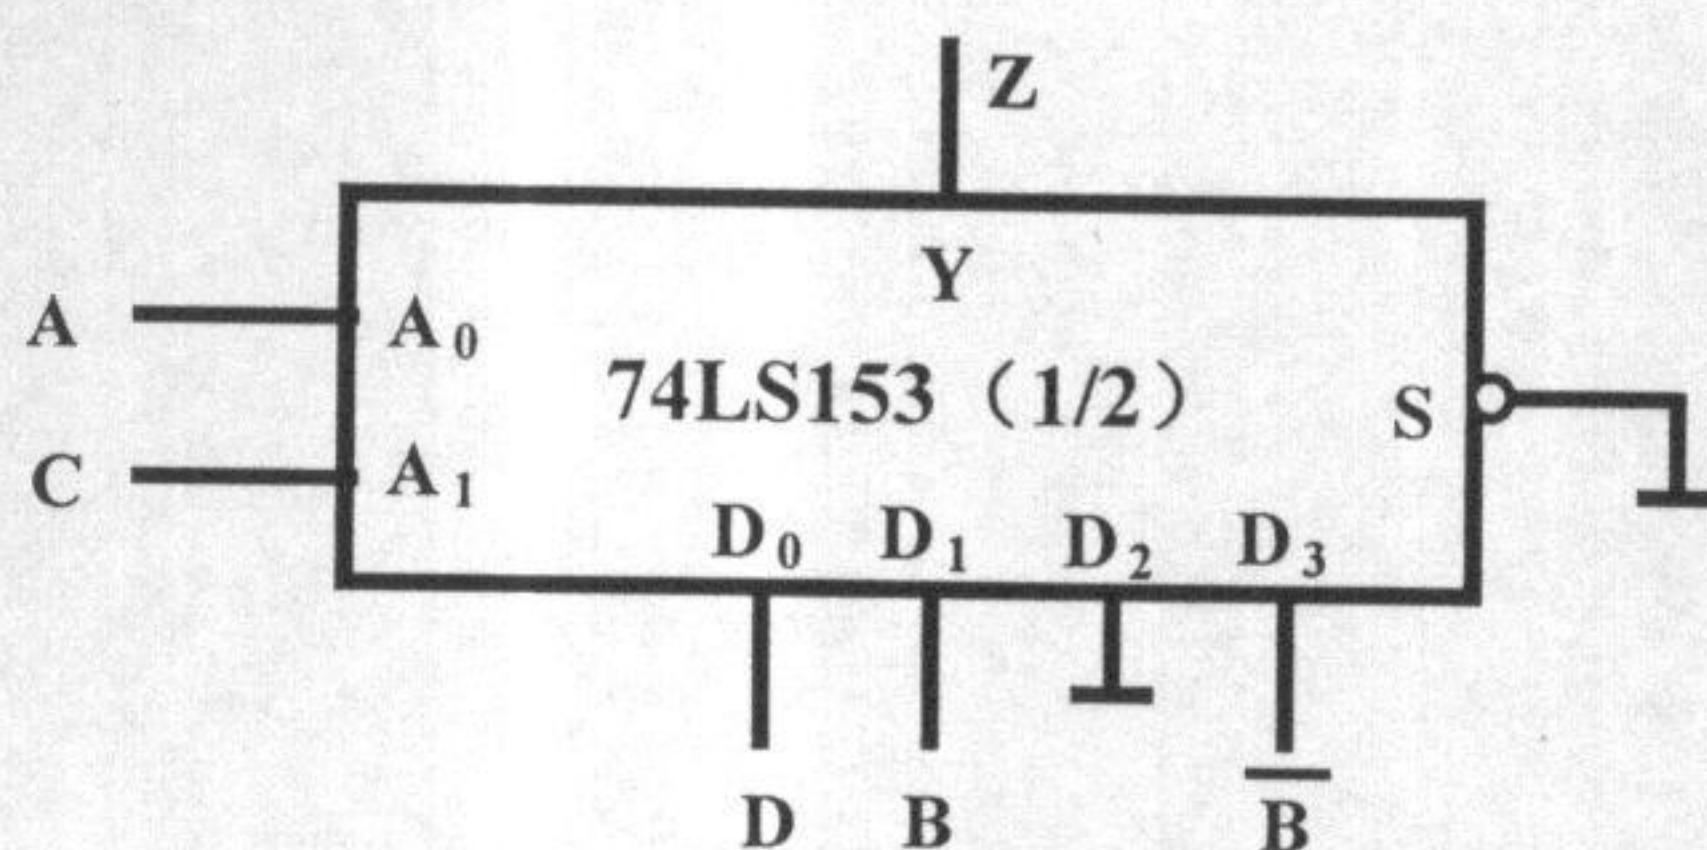 Z
Y
A A₀
74LS153（1/2）
S
C A₁
D₀ D₁ D₂ D₃
D B B̅